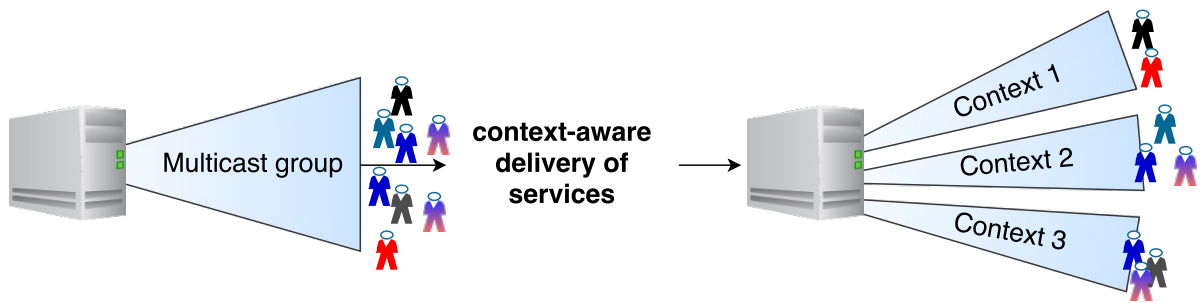 Multicast group
context-aware
delivery of
services
Context 1
Context 2
Context 3